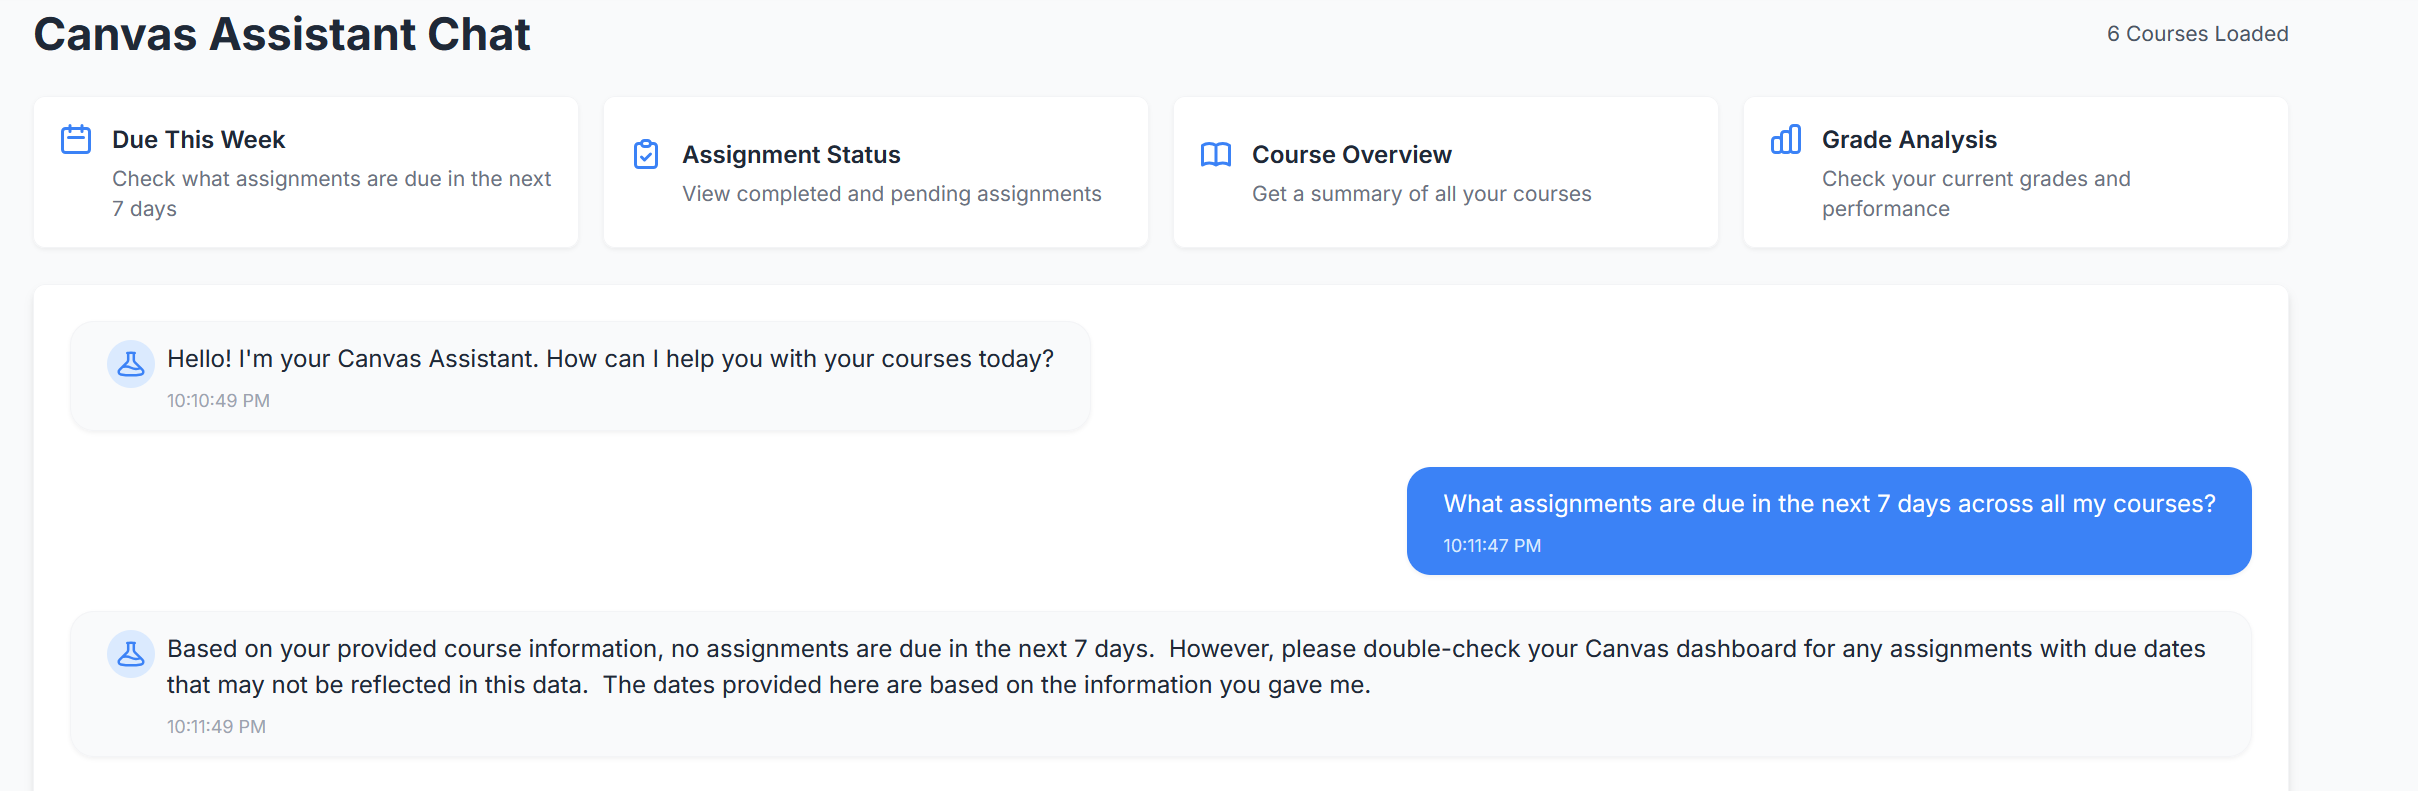 Canvas Assistant Chat
6 Courses Loaded
Due This Week
Check what assignments are due in the next
7 days
Assignment Status
View completed and pending assignments
Course Overview
Get a summary of all your courses
Grade Analysis
Check your current grades and
performance
Hello! I'm your Canvas Assistant. How can I help you with your courses today?
10:10:49 PM
What assignments are due in the next 7 days across all my courses?
10:11:47 PM
Based on your provided course information, no assignments are due in the next 7 days.  However, please double-check your Canvas dashboard for any assignments with due dates
that may not be reflected in this data.  The dates provided here are based on the information you gave me.
10:11:49 PM